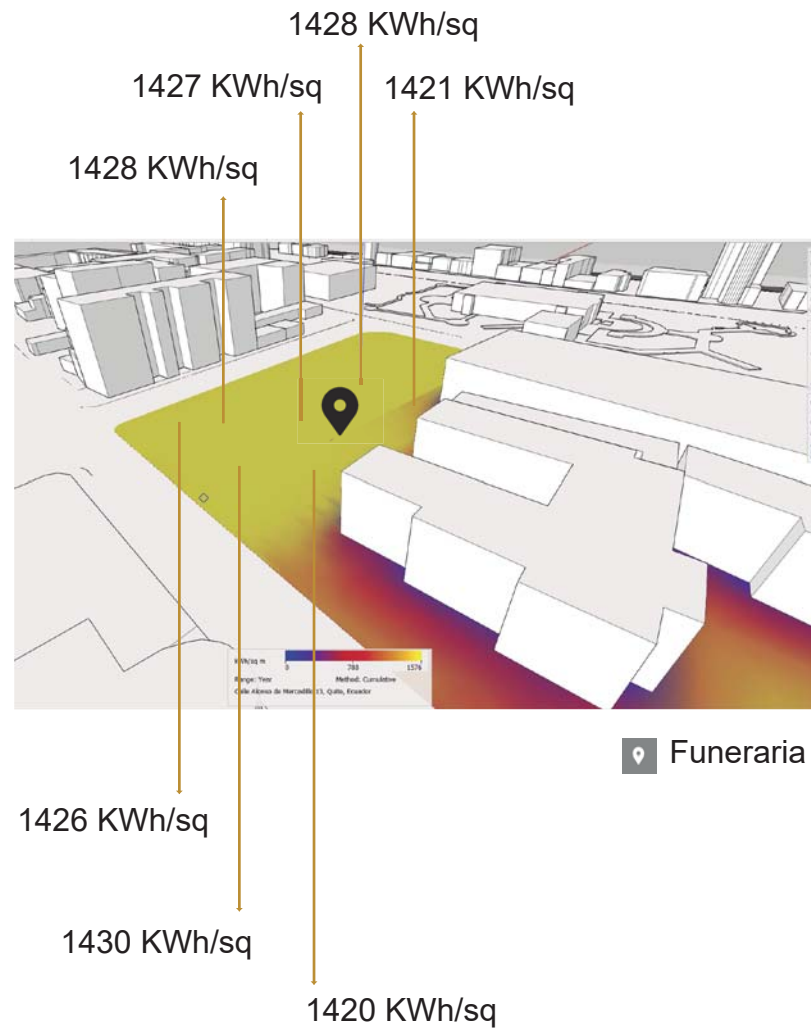 1428 KWh/sq
1427 KWh/sq
1421 KWh/sq
1428 KWh/sq
KWh/sq m
0
788
1576
Range: Year
Method: Cumulative
Calle Alonso de Mercadillo 13, Quito, Ecuador
Funeraria
1426 KWh/sq
1430 KWh/sq
1420 KWh/sq